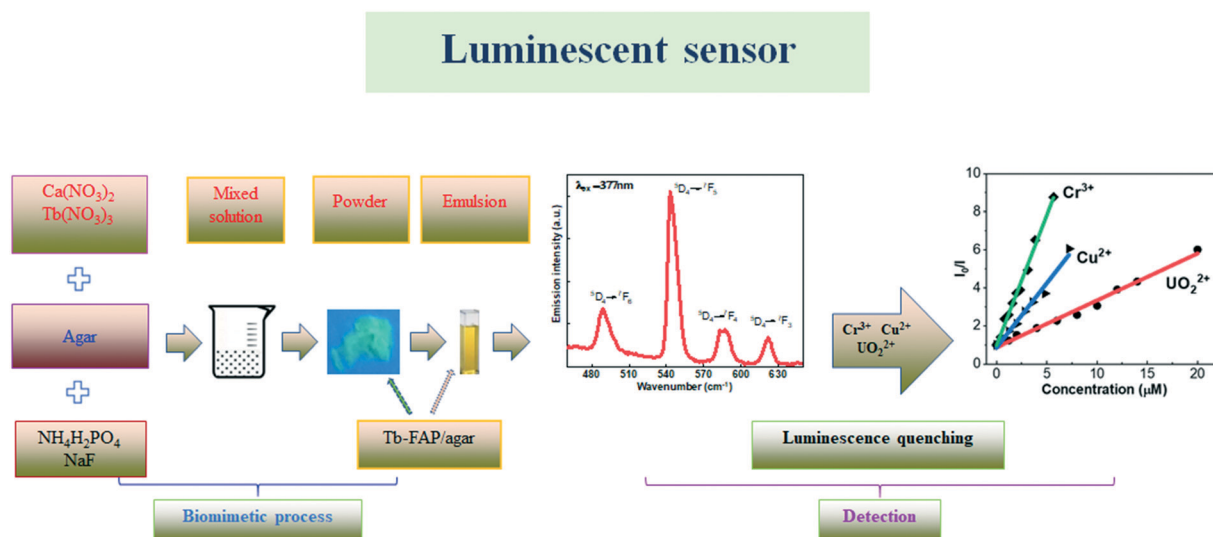 Luminescent sensor
Ca(NO₃)₂
Tb(NO₃)₃
Agar
NH₄H₂PO₄
NaF
Mixed
solution
Powder
Emulsion
Tb-FAP/agar
Biomimetic process
λex=377nm
⁵D₄→⁷F₆
⁵D₄→⁷F₅
⁵D₄→⁷F₄
⁵D₄→⁷F₃
Emission intensity (a.u.)
480 510 540 570 600 630
Wavenumber (cm⁻¹)
Cr³⁺ Cu²⁺
UO₂²⁺
I₀/I
10
8
6
4
2
0
Cr³⁺
Cu²⁺
UO₂²⁺
0 5 10 15 20
Concentration (μM)
Luminescence quenching
Detection